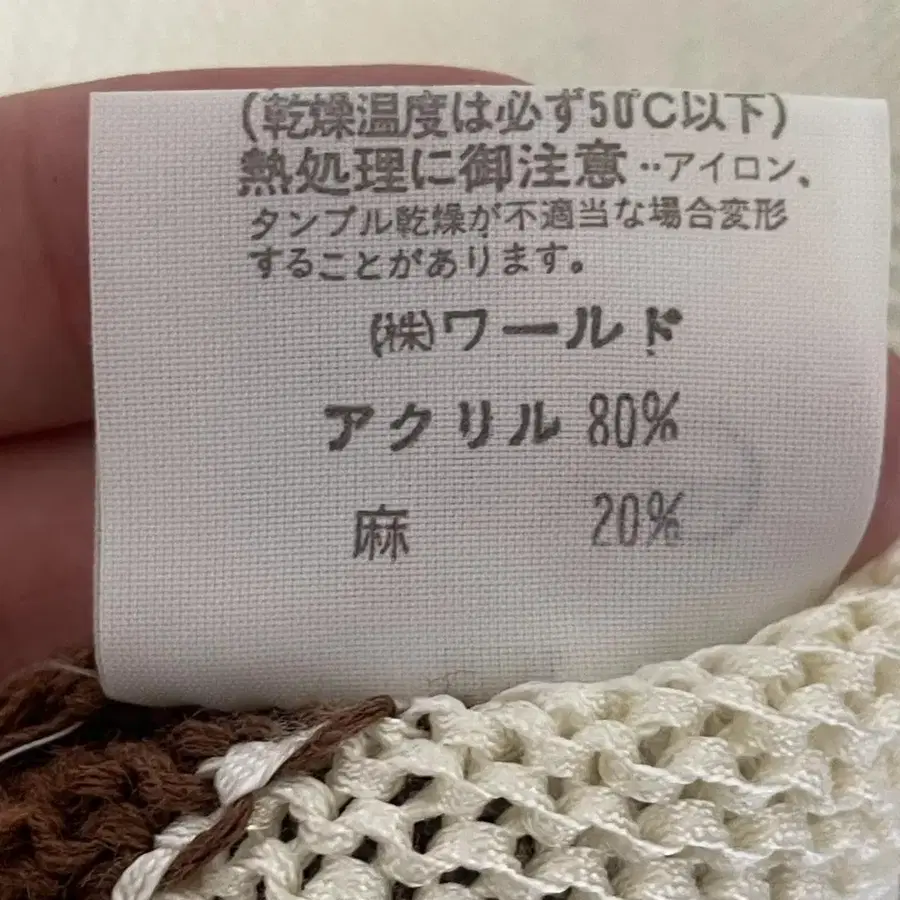 (乾燥温度は必ず50℃以下)
熱処理に御注意‥アイロン、
タンブル乾燥が不適当な場合変形
することがあります。
(株)ワールド
アクリル 80%
麻 20%